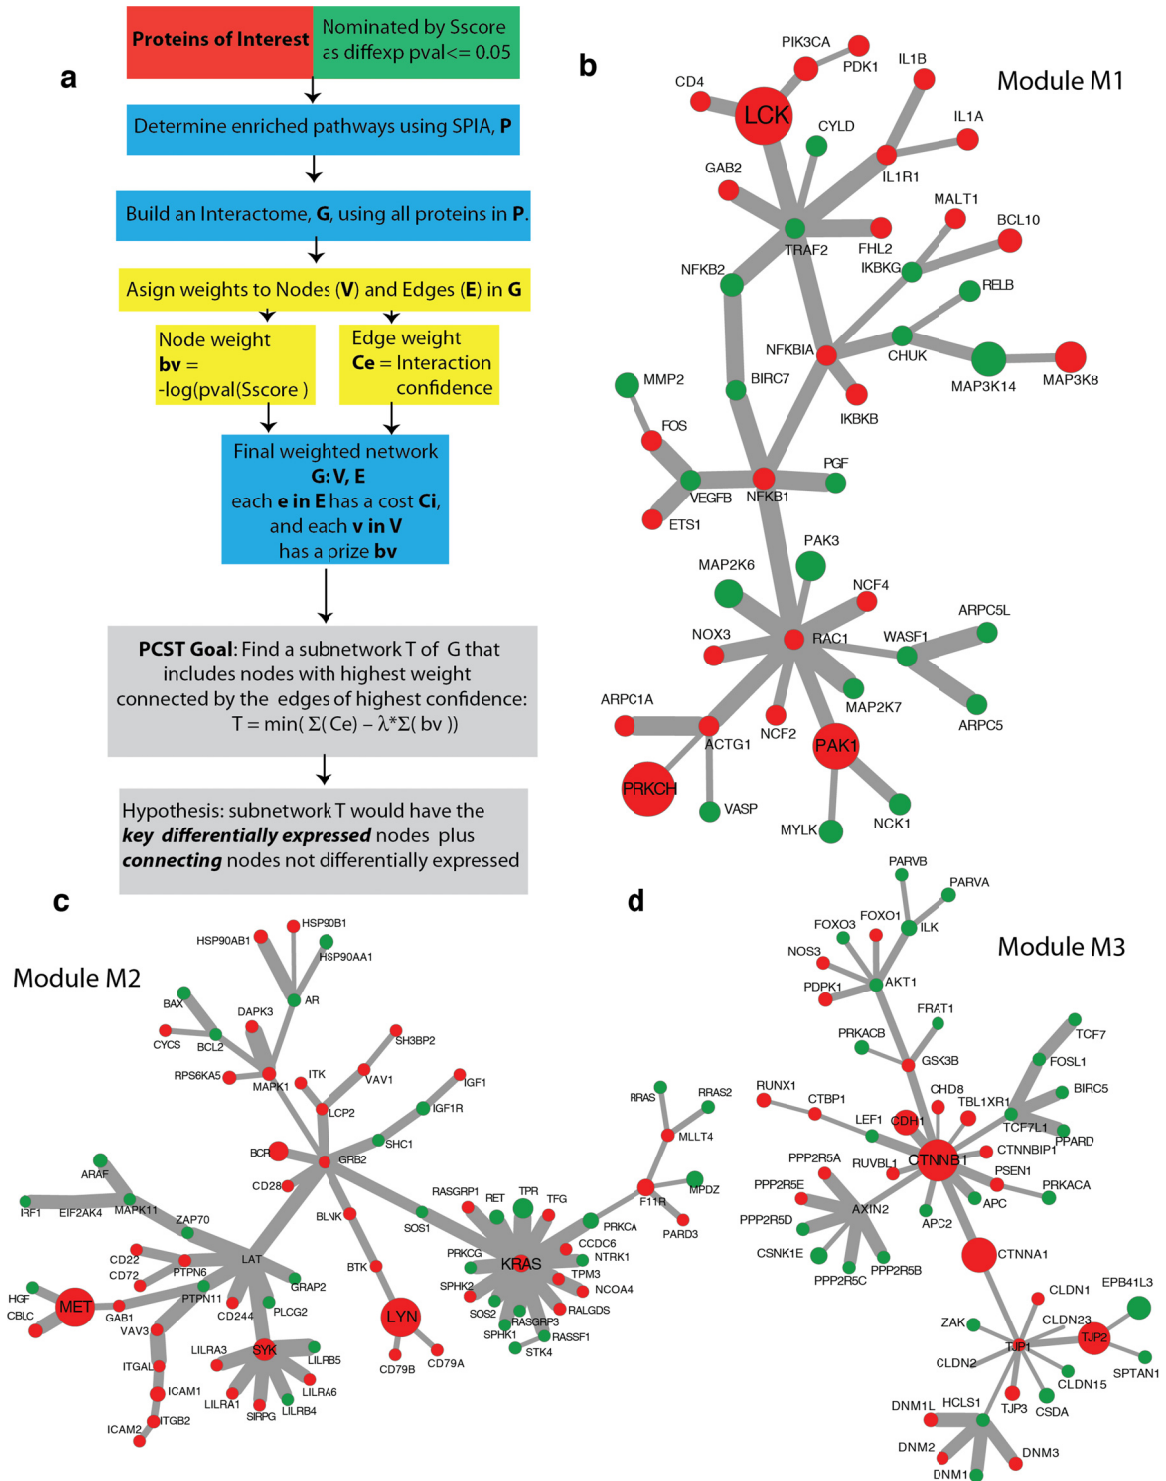 a
Proteins of Interest
Nominated by Sscore
as diffexp pval<= 0.05
Determine enriched pathways using SPIA, P
Build an Interactome, G, using all proteins in P.
Asign weights to Nodes (V) and Edges (E) in G
Node weight
bv =
-log(pval(Sscore )
Edge weight
Ce = Interaction
confidence
Final weighted network
G: V, E
each e in E has a cost Ci,
and each v in V
has a prize bv
PCST Goal: Find a subnetwork T of G that
includes nodes with highest weight
connected by the edges of highest confidence:
T = min( Σ(Ce) – λ*Σ( bv ))
Hypothesis: subnetwork T would have the
key differentially expressed nodes plus
connecting nodes not differentially expressed
b
Module M1
PIK3CA
PDK1
IL1B
CD4
LCK
CYLD
IL1A
GAB2
IL1R1
MALT1
BCL10
TRAF2
FHL2
IKBKG
NFKB2
RELB
NFKBIA
CHUK
MAP3K14
MAP3K8
MMP2
BIRC7
IKBKB
FOS
PGF
VEGFB
NFKB1
ETS1
PAK3
MAP2K6
NCF4
ARPC5L
NOX3
RAC1
WASF1
MAP2K7
ARPC5
ARPC1A
NCF2
ACTG1
PAK1
PRKCH
VASP
MYLK
NCK1
c
Module M2
HSP90B1
HSP90AB1
HSP90AA1
BAX
DAPK3
AR
CYCS
BCL2
SH3BP2
RPS6KA5
MAPK1
ITK
VAV1
IGF1
LCP2
IGF1R
SHC1
RRAS
RRAS2
MLLT4
BCR
GRB2
CD28
ARAF
IRF1
EIF2AK4
MAPK11
ZAP70
BLNK
SOS1
RASGRP1
RET
TPR
TFG
F11R
MPDZ
PRKCA
PARD3
CD22
CD72
PTPN6
LAT
BTK
PRKCG
KRAS
CCDC6
NTRK1
TPM3
NCOA4
SPHK2
SOS2
RASGRP3
RALGDS
SPHK1
RASSF1
STK4
HGF
CBLC
MET
GAB1
PTPN11
GRAP2
CD244
PLCG2
LYN
VAV3
LILRA3
SYK
LILRB5
CD79B
CD79A
ITGAL
ICAM1
LILRA1
SIRPG
LILRA6
LILRB4
ICAM2
ITGB2
d
Module M3
PARVB
PARVA
FOXO3
FOXO1
ILK
NOS3
PDPK1
AKT1
FRAT1
PRKACB
GSK3B
TCF7
FOSL1
RUNX1
CTBP1
CHD8
TBL1XR1
BIRC5
LEF1
CDH1
TCF7L1
PPARD
CTNNB1
CTNNBIP1
PPP2R5A
RUVBL1
PSEN1
PPP2R5E
APC
PRKACA
PPP2R5D
AXIN2
APC2
CSNK1E
PPP2R5B
PPP2R5C
CTNNA1
CLDN1
EPB41L3
ZAK
CLDN23
TJP1
TJP2
CLDN2
SPTAN1
CLDN15
TJP3
CSDA
DNM1L
HCLS1
DNM2
DNM1
DNM3